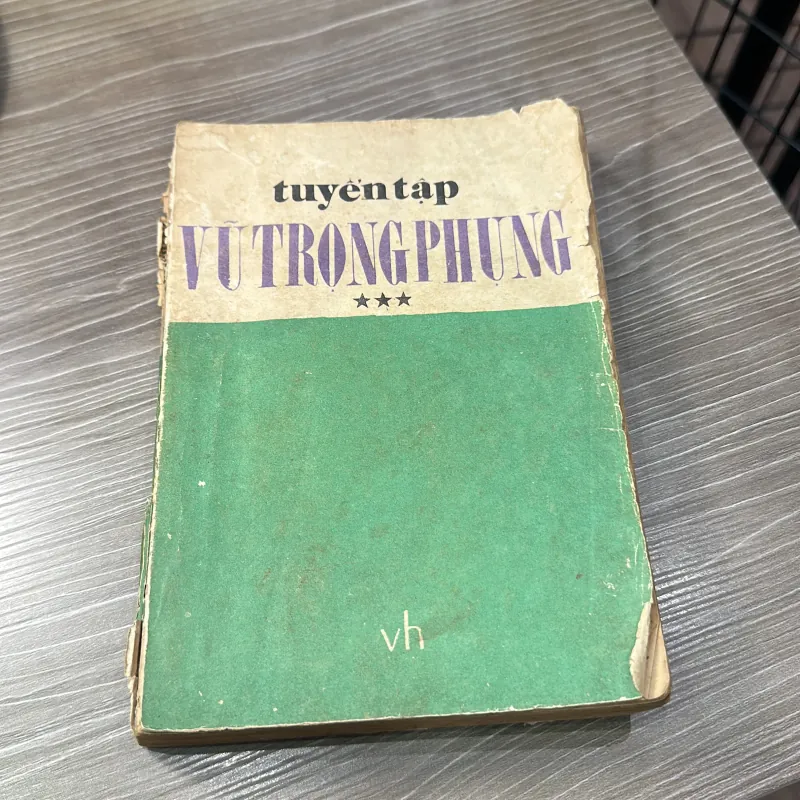 tuyển tập
VŨ TRỌNG PHỤNG
★★★
vh